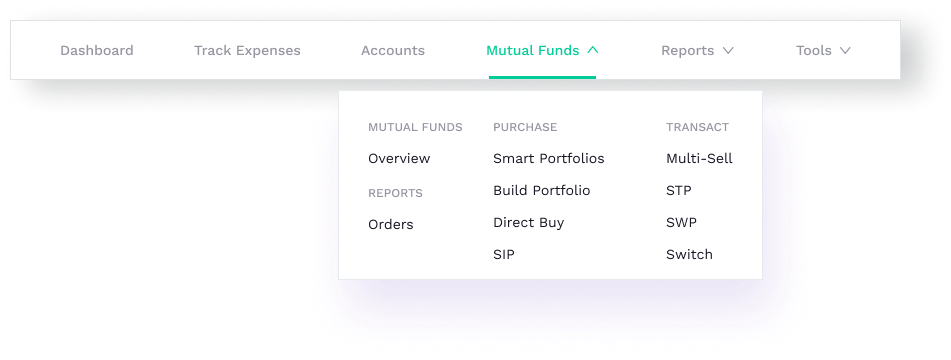 Dashboard
Track Expenses
Accounts
Mutual Funds
Reports
Tools
MUTUAL FUNDS
Overview
REPORTS
Orders
PURCHASE
Smart Portfolios
Build Portfolio
Direct Buy
SIP
TRANSACT
Multi-Sell
STP
SWP
Switch